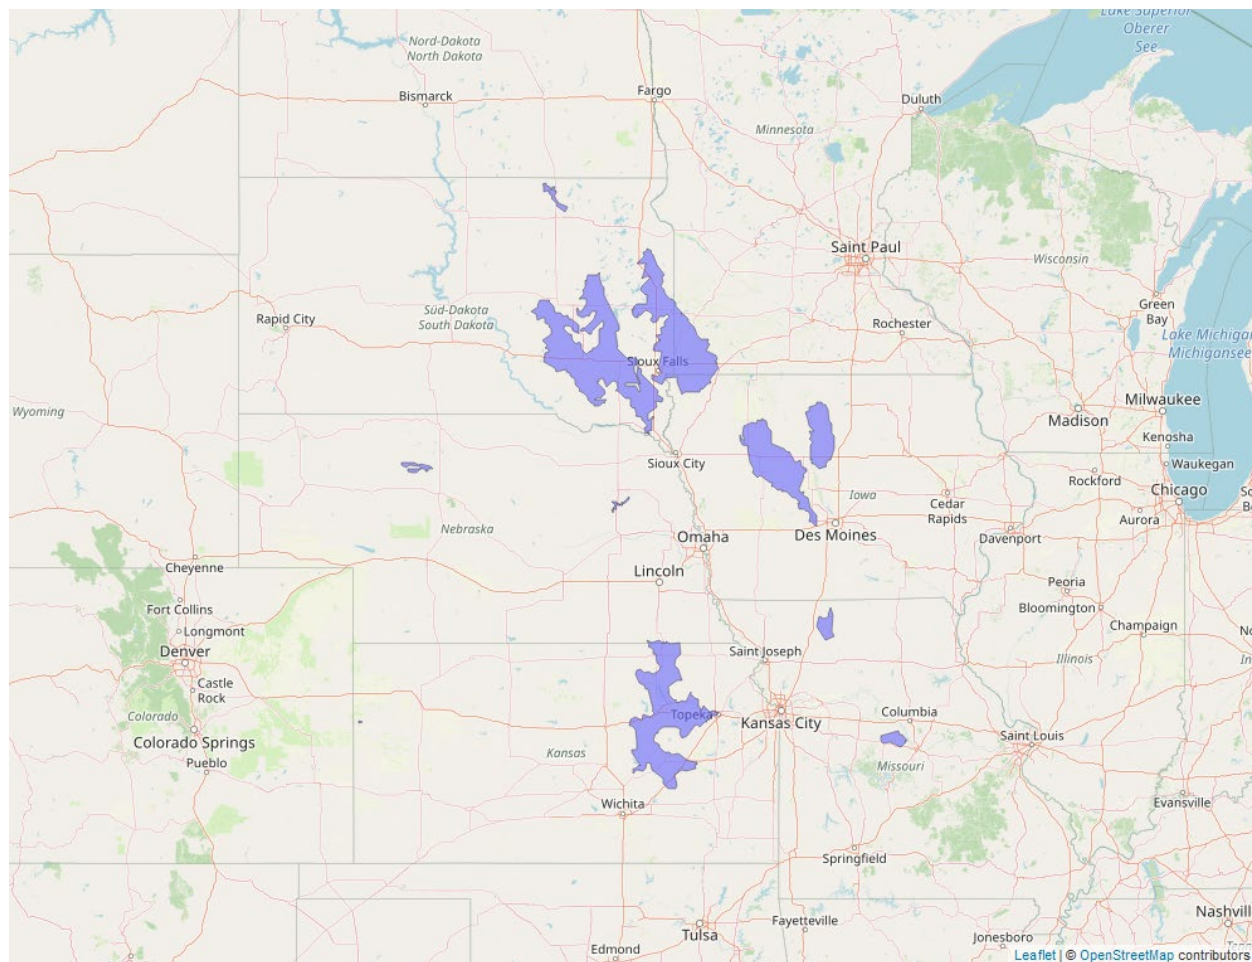 Lake Superior
Oberer
See
Nord-Dakota
North Dakota
Fargo
Bismarck
Duluth
Minnesota
Saint Paul
Wisconsin
Green
Bay
Süd-Dakota
South Dakota
Rapid City
Rochester
Lake Michigan
Michigansee
Sioux Falls
Wyoming
Milwaukee
Madison
Kenosha
Sioux City
Waukegan
Rockford
Chicago
Iowa
Cedar
Rapids
Aurora
Nebraska
Des Moines
Davenport
Omaha
Cheyenne
Lincoln
Peoria
Fort Collins
Bloomington
Champaign
Longmont
Denver
Saint Joseph
Illinois
Castle
Rock
Colorado
Topeka
Kansas City
Columbia
Colorado Springs
Saint Louis
Pueblo
Kansas
Missouri
Wichita
Evansville
Springfield
Nashvill
Fayetteville
Tulsa
Jonesboro
Edmond
Leaflet | © OpenStreetMap contributors